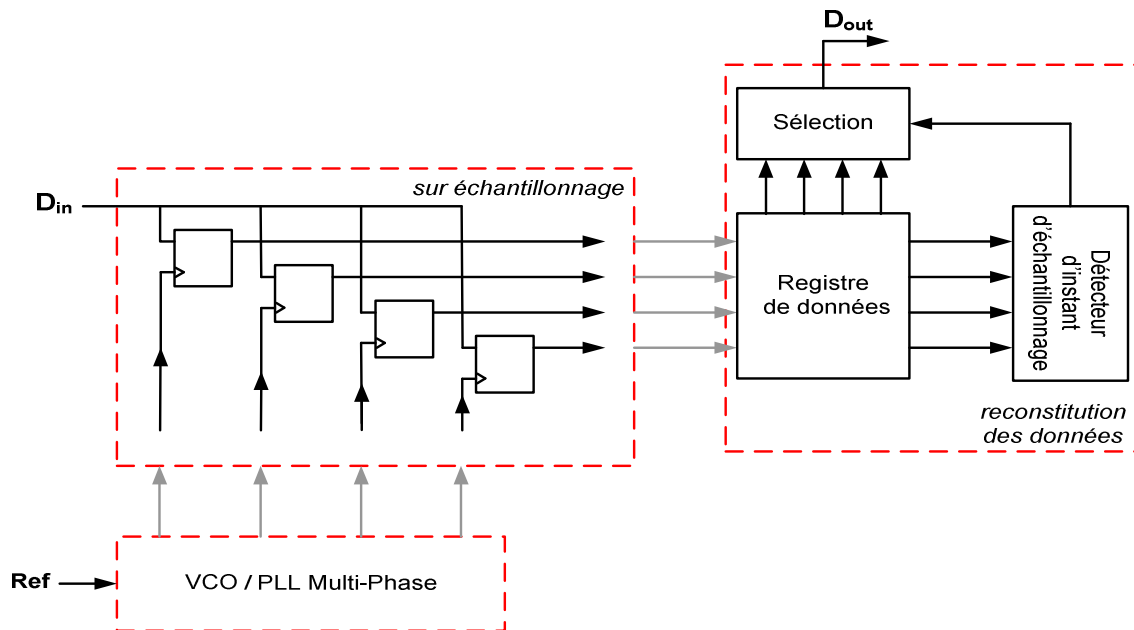 Dout
Sélection
sur échantillonnage
Din
Registre
de données
Détecteur
d'instant
d'échantillonnage
reconstitution
des données
Ref
VCO / PLL Multi-Phase